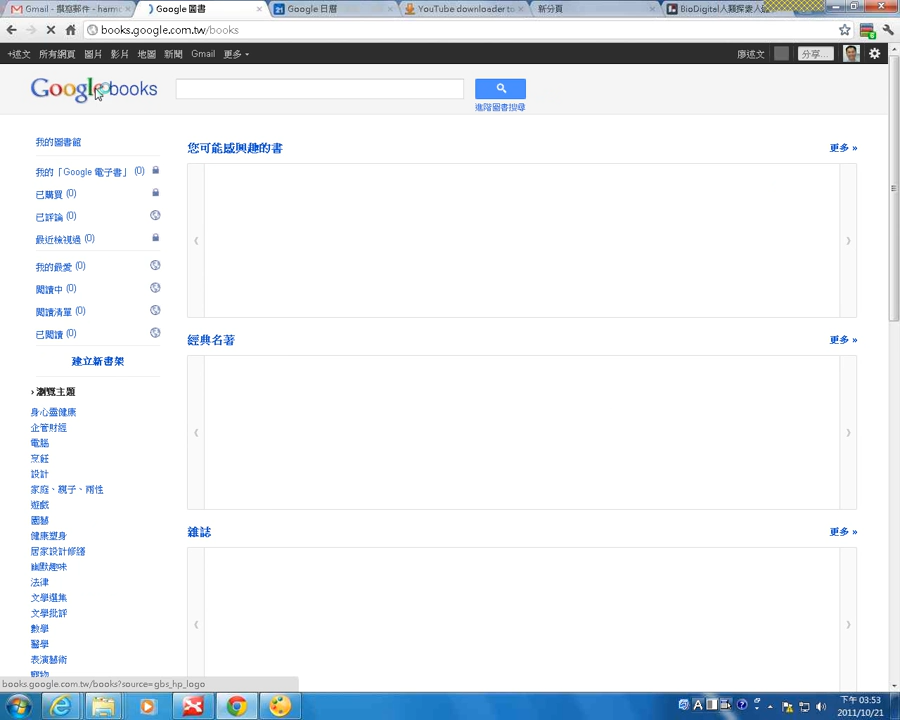 Gmail - 撰寫郵件 - harmo
Google 圖書
Google 日曆
YouTube downloader to
新分頁
BioDigital人類探索人
books.google.com.tw/books
+述文 所有網頁 圖片 影片 地圖 新聞 Gmail 更多
廖述文
分享...
Google books
進階圖書搜尋
我的圖書館
我的「Google 電子書」 (0)
已購買 (0)
已評論 (0)
最近檢視過 (0)
我的最愛 (0)
閱讀中 (0)
閱讀清單 (0)
已閱讀 (0)
建立新書架
› 瀏覽主題
身心靈健康
企管財經
電腦
烹飪
設計
家庭、親子、兩性
遊戲
園藝
健康塑身
居家設計修繕
幽默趣味
法律
文學選集
文學批評
數學
醫學
表演藝術
寵物
您可能感興趣的書
更多 »
經典名著
更多 »
雜誌
更多 »
books.google.com.tw/books?source=gbs_hp_logo
下午 03:53
2011/10/21